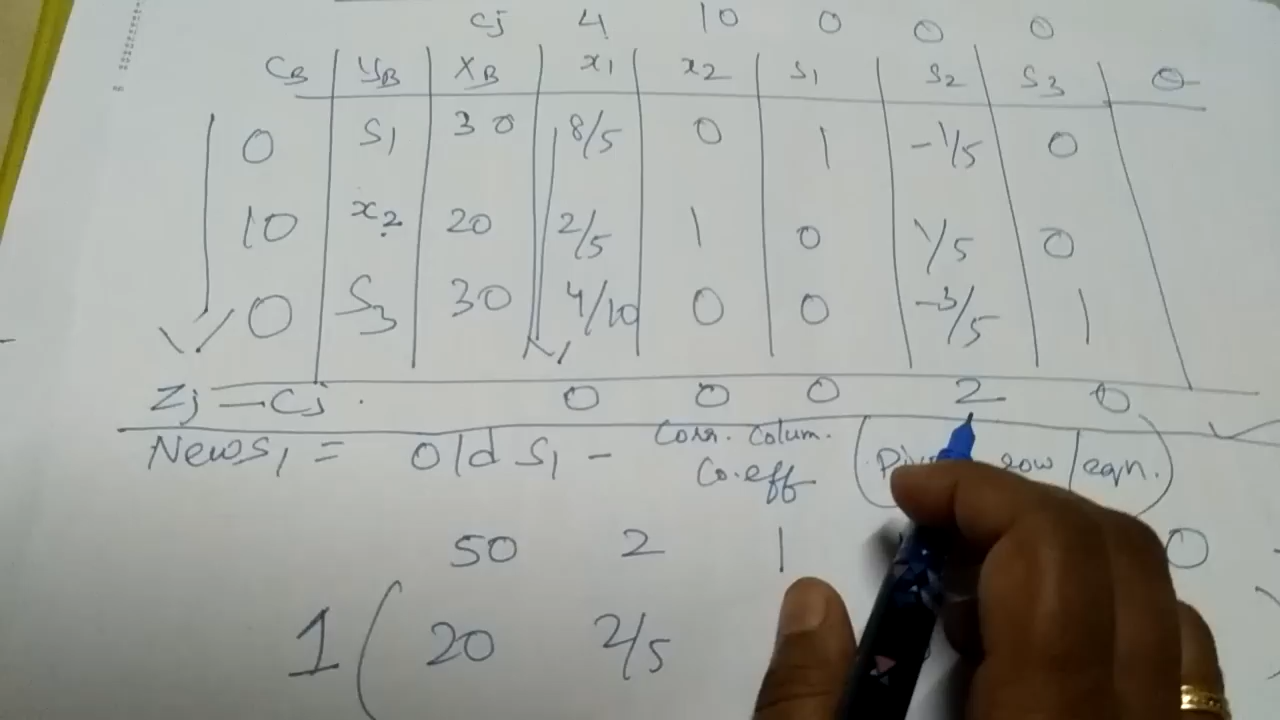 Cj 4 10 0 0 0
CB yB XB x1 x2 s1 s2 s3 θ
0 S1 30 8/5 0 1 -1/5 0
10 x2 20 2/5 1 0 1/5 0
0 S3 30 4/10 0 0 -3/5 1
Zj - Cj . 0 0 0 2 0
New S1 = old S1 - Corr. Colum. Co.eff ( row / eqn. )
50 2 1 0
1 ( 20 2/5